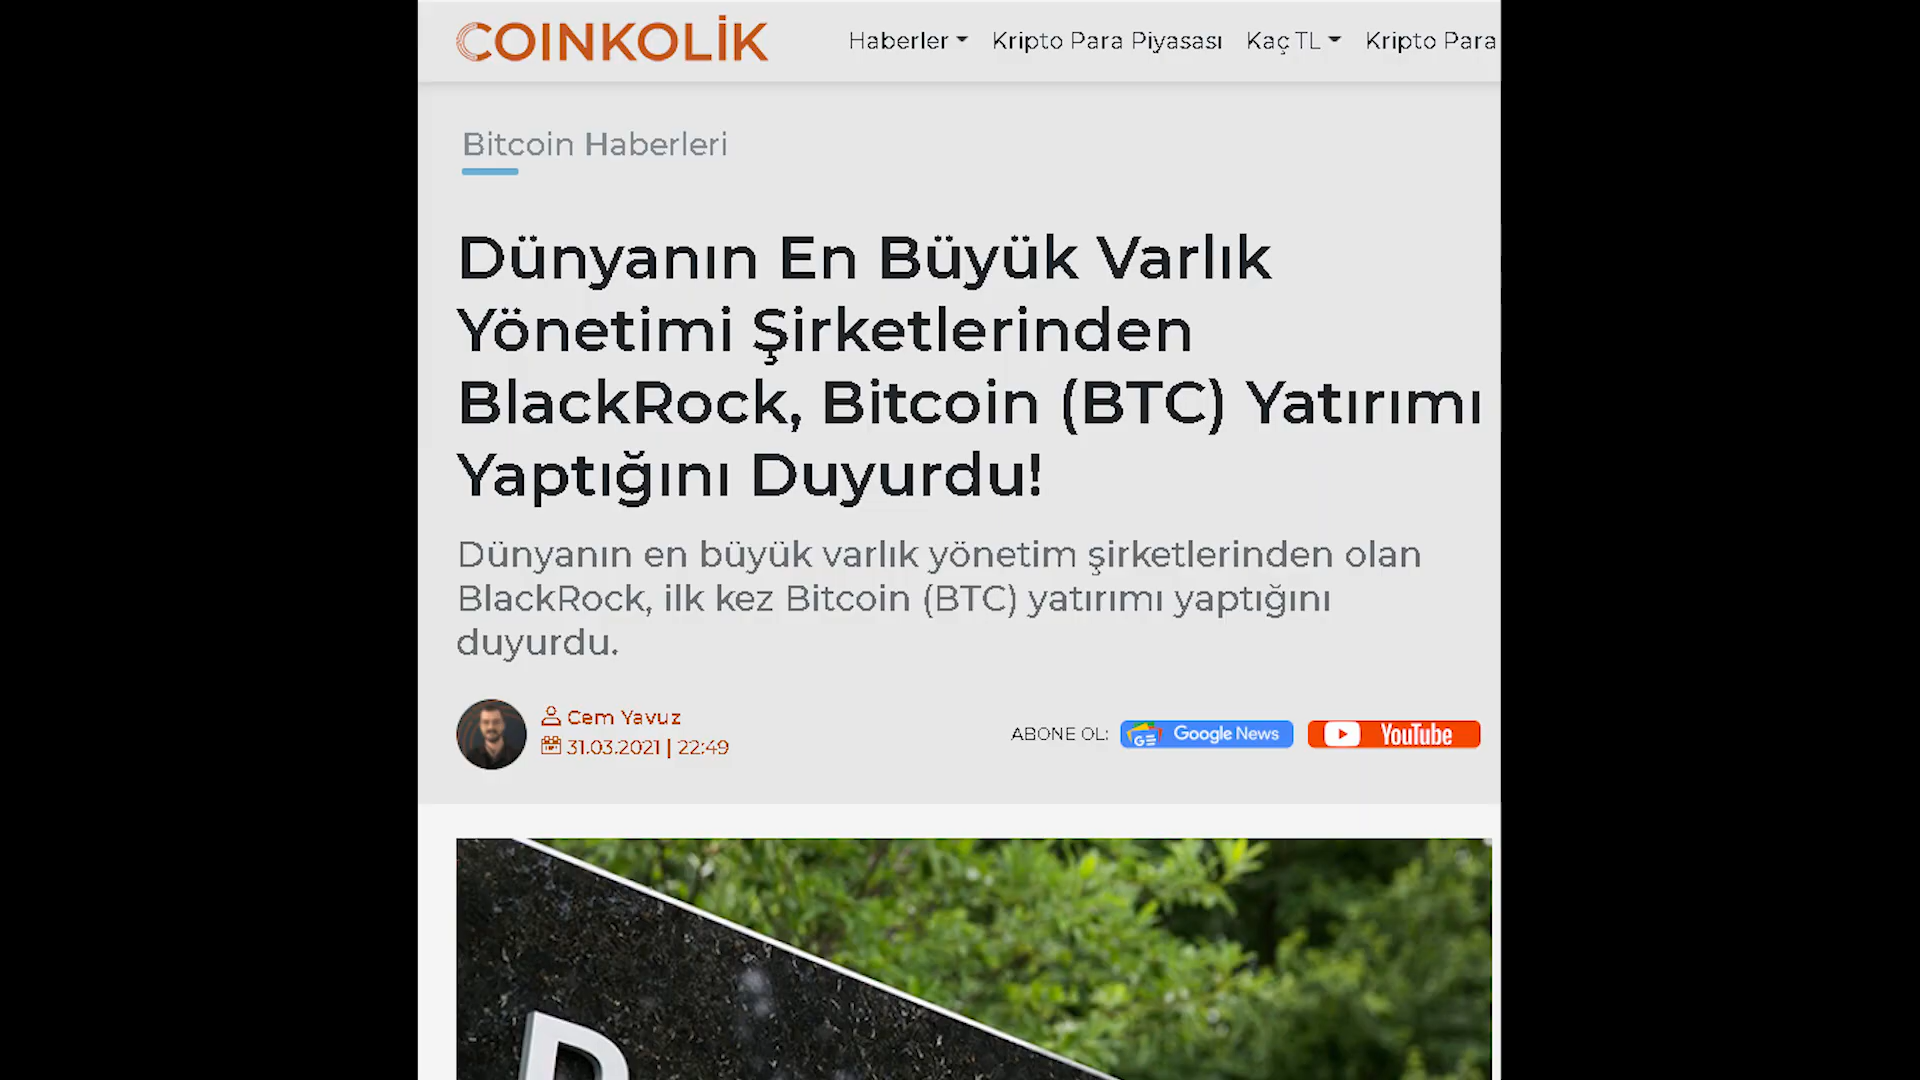 COINKOLİK
Haberler Kripto Para Piyasası Kaç TL Kripto Para
Bitcoin Haberleri
Dünyanın En Büyük Varlık
Yönetimi Şirketlerinden
BlackRock, Bitcoin (BTC) Yatırımı
Yaptığını Duyurdu!
Dünyanın en büyük varlık yönetim şirketlerinden olan
BlackRock, ilk kez Bitcoin (BTC) yatırımı yaptığını
duyurdu.
Cem Yavuz
31.03.2021 | 22:49
ABONE OL: Google News YouTube